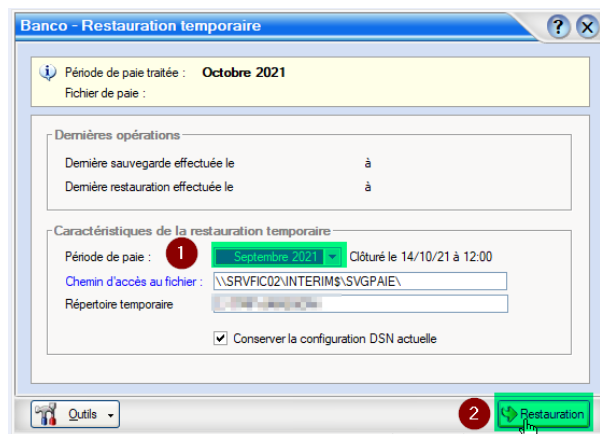 Banco - Restauration temporaire
Période de paie traitée : Octobre 2021
Fichier de paie :
Dernières opérations
Dernière sauvegarde effectuée le à
Dernière restauration effectuée le à
Caractéristiques de la restauration temporaire
Période de paie : 1 Septembre 2021 Clôturé le 14/10/21 à 12:00
Chemin d'accès au fichier : \\SRVFIC02\INTERIM$\SVGPAIE\
Répertoire temporaire
Conserver la configuration DSN actuelle
Outils 2 Restauration